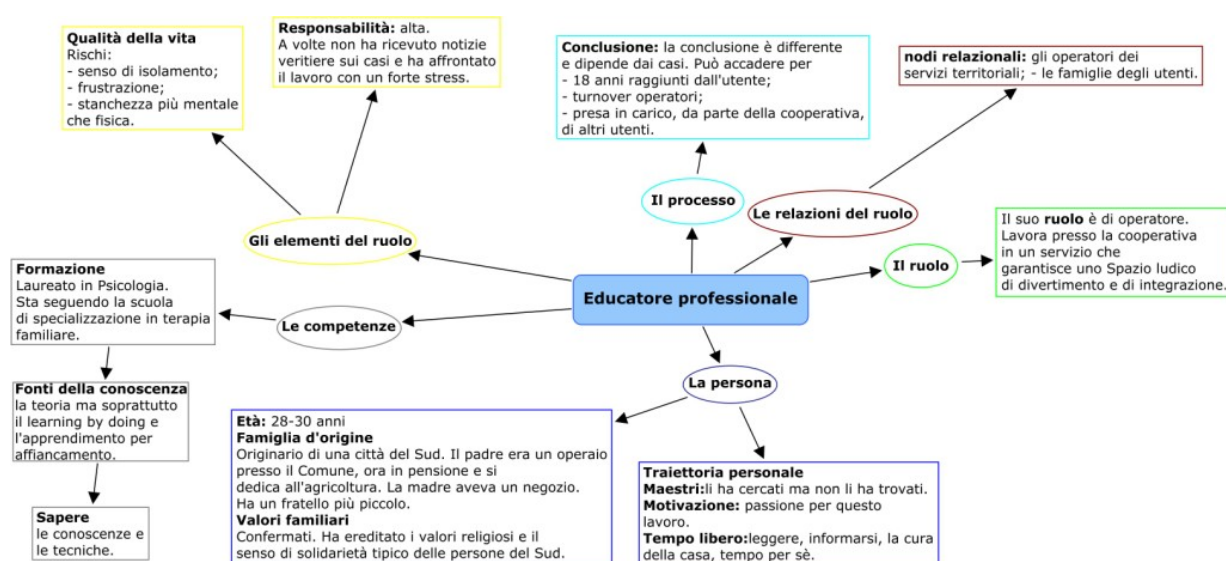 Qualità della vita
Rischi:
- senso di isolamento;
- frustrazione;
- stanchezza più mentale
che fisica.
Responsabilità: alta.
A volte non ha ricevuto notizie
veritiere sui casi e ha affrontato
il lavoro con un forte stress.
Conclusione: la conclusione è differente
e dipende dai casi. Può accadere per
- 18 anni raggiunti dall'utente;
- turnover operatori;
- presa in carico, da parte della cooperativa,
di altri utenti.
nodi relazionali: gli operatori dei
servizi territoriali; - le famiglie degli utenti.
Gli elementi del ruolo
Il processo
Le relazioni del ruolo
Il ruolo
Il suo ruolo è di operatore.
Lavora presso la cooperativa
in un servizio che
garantisce uno Spazio ludico
di divertimento e di integrazione.
Educatore professionale
Formazione
Laureato in Psicologia.
Sta seguendo la scuola
di specializzazione in terapia
familiare.
Le competenze
Fonti della conoscenza
la teoria ma soprattutto
il learning by doing e
l'apprendimento per
affiancamento.
Sapere
le conoscenze e
le tecniche.
La persona
Età: 28-30 anni
Famiglia d'origine
Originario di una città del Sud. Il padre era un operaio
presso il Comune, ora in pensione e si
dedica all'agricoltura. La madre aveva un negozio.
Ha un fratello più piccolo.
Valori familiari
Confermati. Ha ereditato i valori religiosi e il
senso di solidarietà tipico delle persone del Sud.
Traiettoria personale
Maestri:li ha cercati ma non li ha trovati.
Motivazione: passione per questo
lavoro.
Tempo libero:leggere, informarsi, la cura
della casa, tempo per sè.